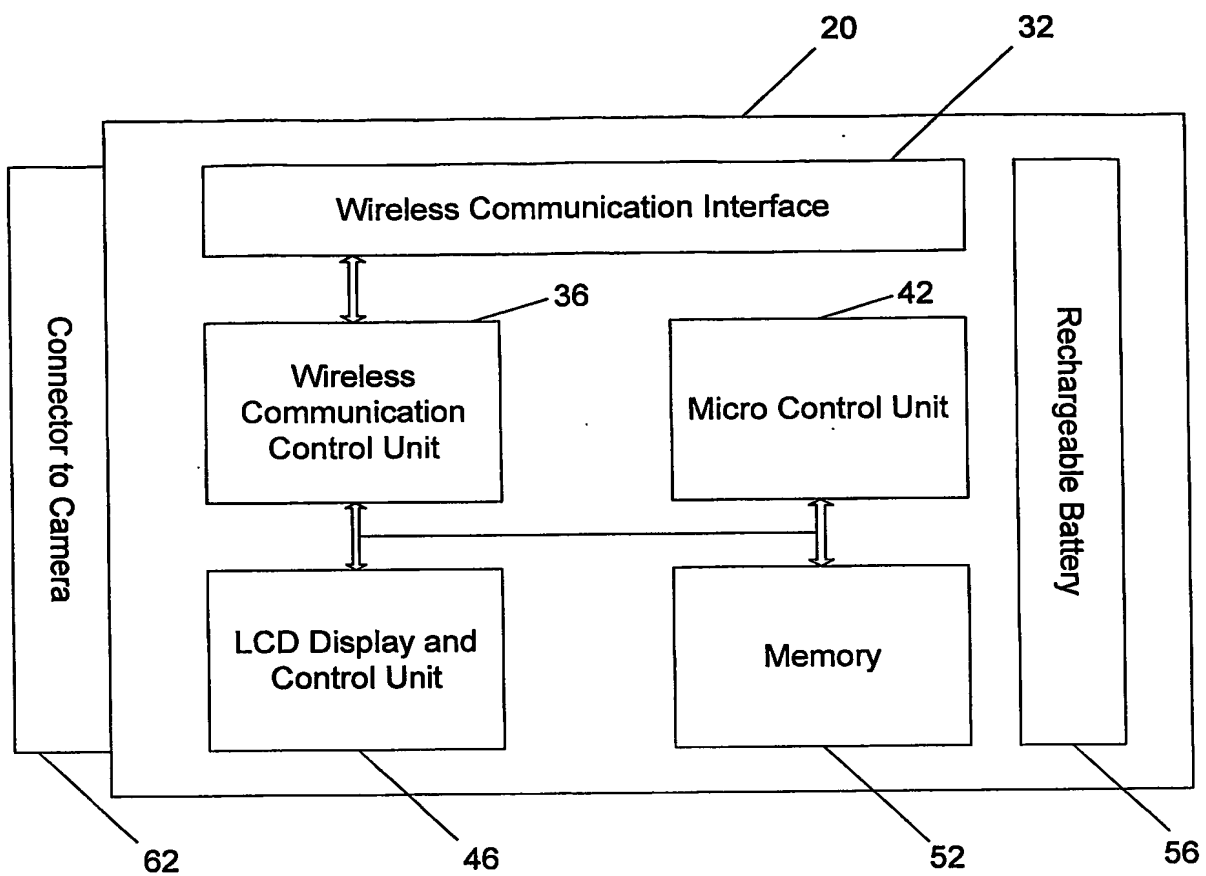 20
32
Wireless Communication Interface
36
42
Connector to Camera
Wireless
Communication
Control Unit
Micro Control Unit
Rechargeable Battery
LCD Display and
Control Unit
Memory
62
46
52
56